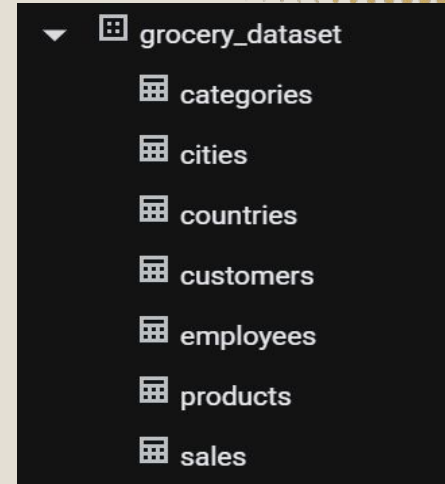 grocery_dataset
categories
cities
countries
customers
employees
products
sales